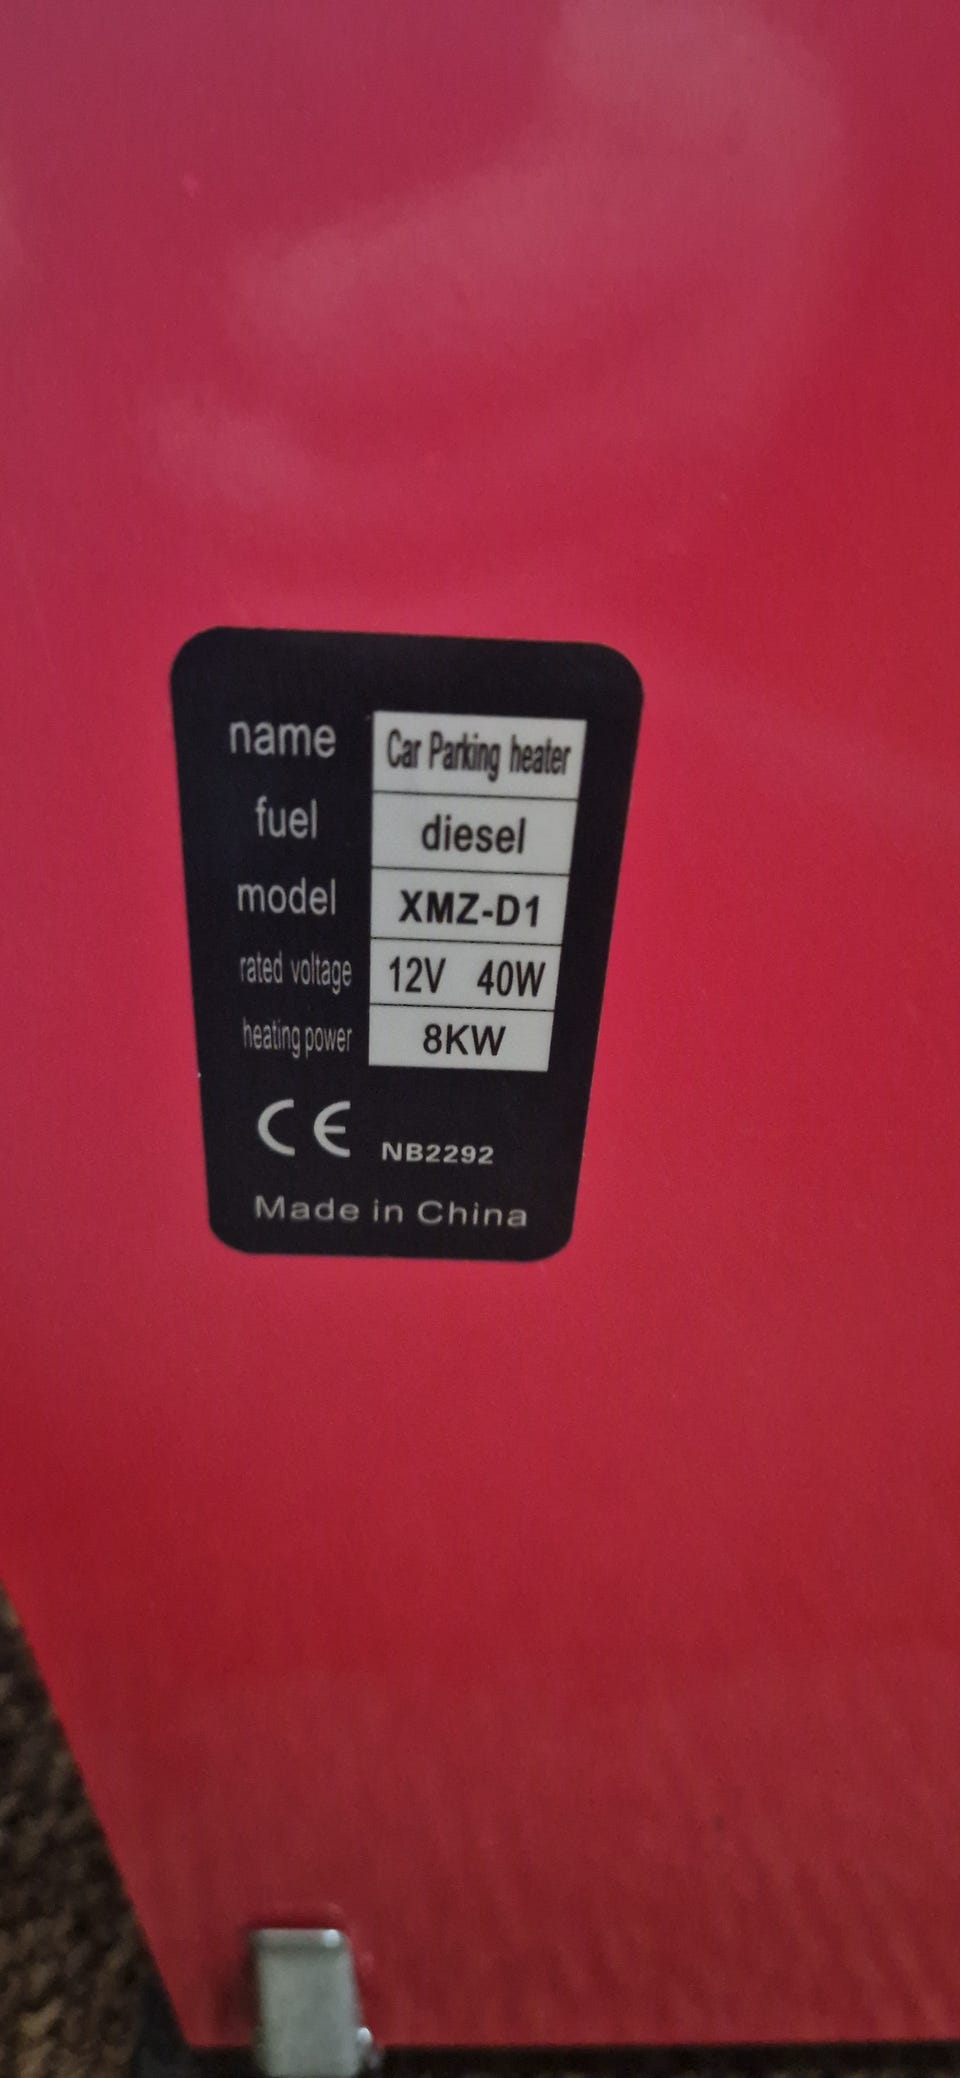 name Car Parking heater
fuel diesel
model XMZ-D1
rated voltage 12V 40W
heating power 8KW
CE NB2292
Made in China